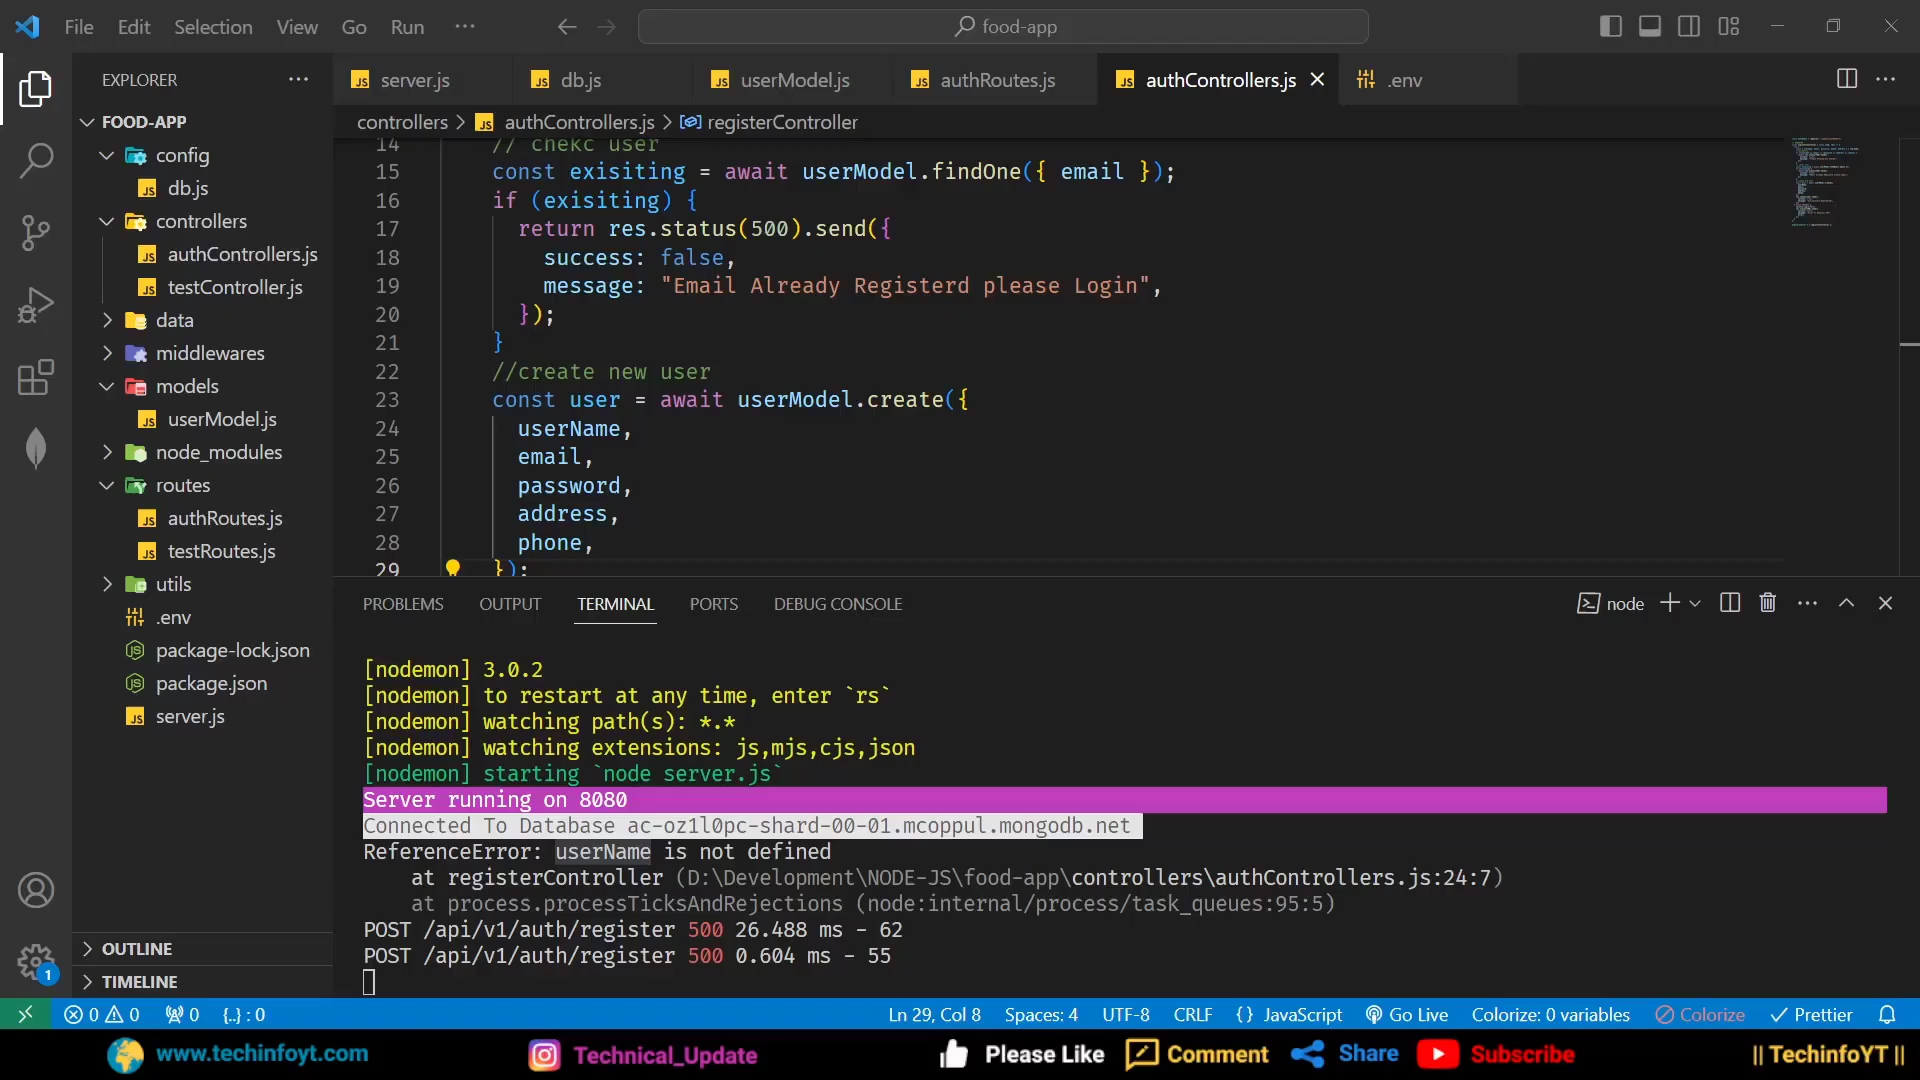 File Edit Selection View Go Run ··· food-app
EXPLORER ···
server.js db.js userModel.js authRoutes.js authControllers.js .env
FOOD-APP
controllers > authControllers.js > registerController
config
db.js
controllers
authControllers.js
testController.js
data
middlewares
models
userModel.js
node_modules
routes
authRoutes.js
testRoutes.js
utils
.env
package-lock.json
package.json
server.js
OUTLINE
TIMELINE
14 // chekc user
15 const exisiting = await userModel.findOne({ email });
16 if (exisiting) {
17 return res.status(500).send({
18 success: false,
19 message: "Email Already Registerd please Login",
20 });
21 }
22 //create new user
23 const user = await userModel.create({
24 userName,
25 email,
26 password,
27 address,
28 phone,
29 });
PROBLEMS OUTPUT TERMINAL PORTS DEBUG CONSOLE node
[nodemon] 3.0.2
[nodemon] to restart at any time, enter `rs`
[nodemon] watching path(s): *.*
[nodemon] watching extensions: js,mjs,cjs,json
[nodemon] starting `node server.js`
Server running on 8080
Connected To Database ac-oz1l0pc-shard-00-01.mcoppul.mongodb.net
ReferenceError: userName is not defined
at registerController (D:\Development\NODE-JS\food-app\controllers\authControllers.js:24:7)
at process.processTicksAndRejections (node:internal/process/task_queues:95:5)
POST /api/v1/auth/register 500 26.488 ms - 62
POST /api/v1/auth/register 500 0.604 ms - 55
1
0 0 0 {..} : 0 Ln 29, Col 8 Spaces: 4 UTF-8 CRLF {} JavaScript Go Live Colorize: 0 variables Colorize Prettier
www.techinfoyt.com Technical_Update Please Like Comment Share Subscribe || TechinfoYT ||